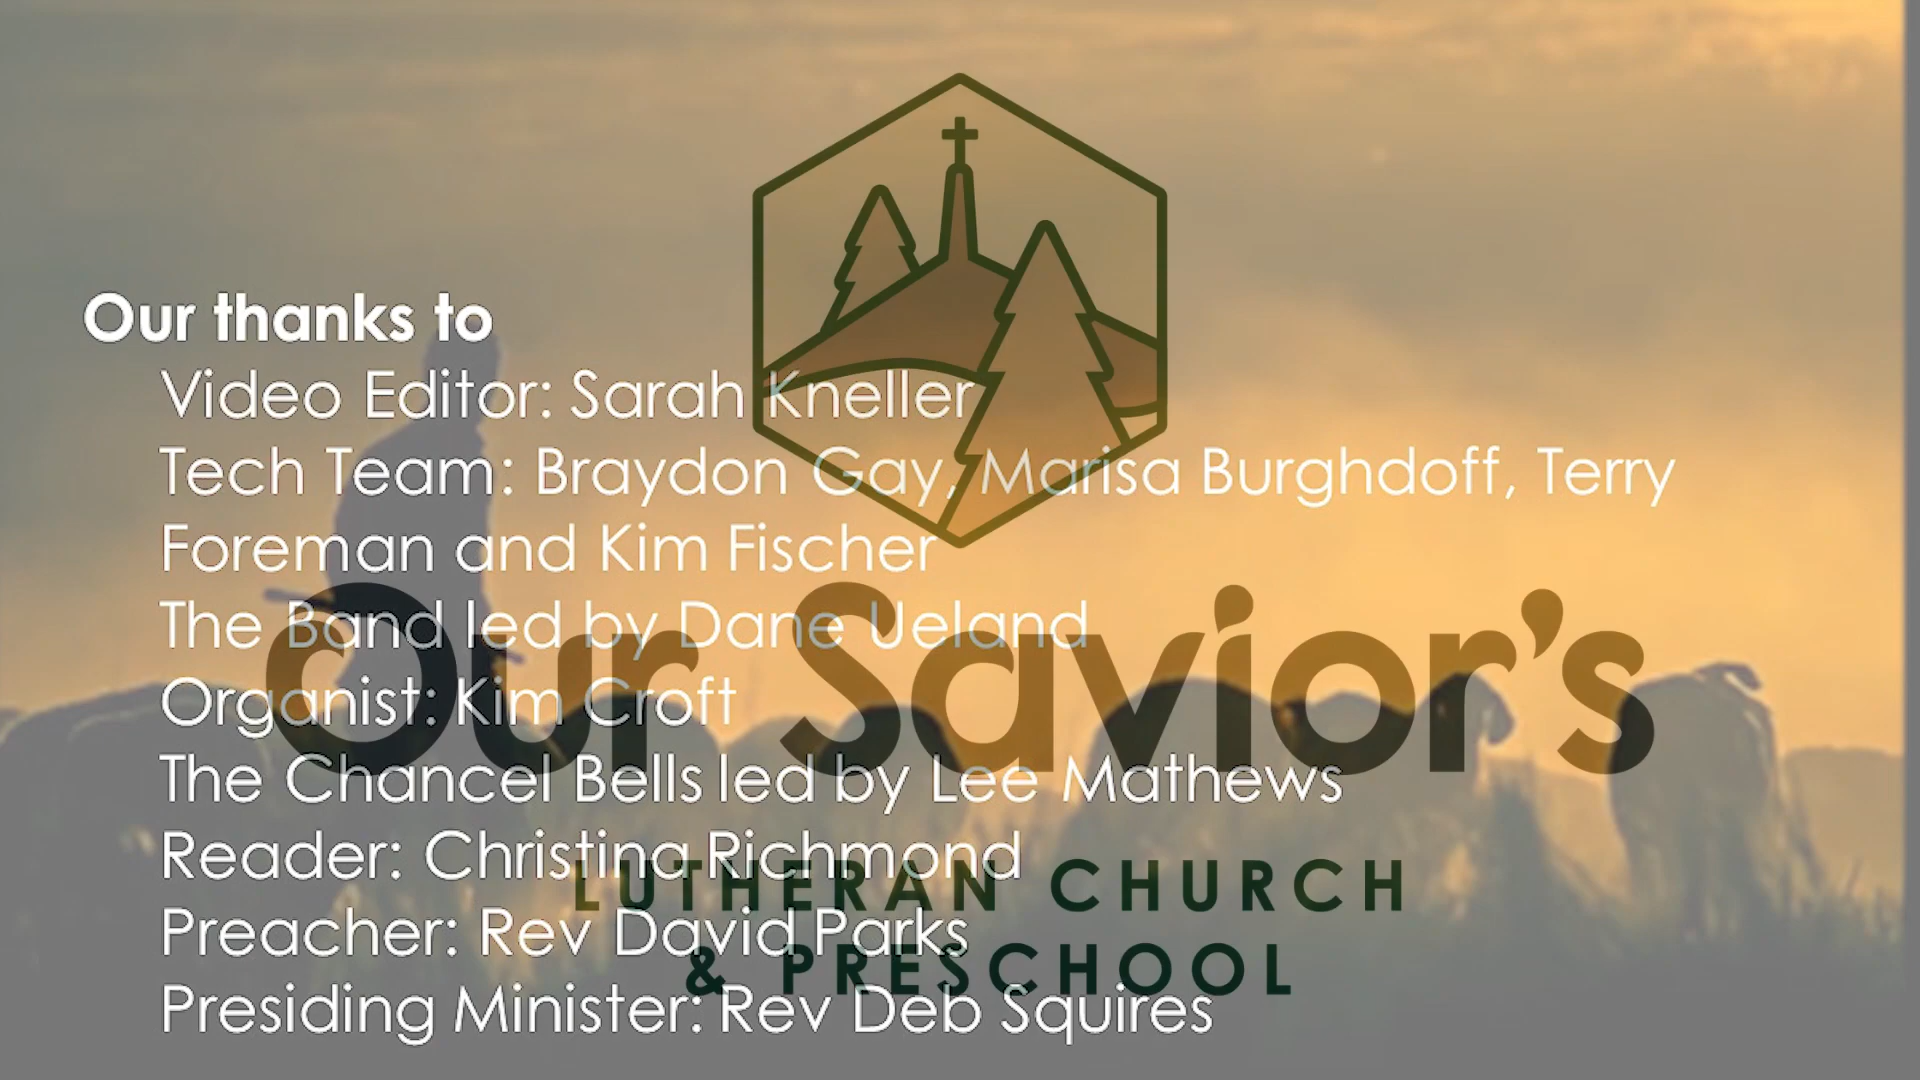 Our thanks to
Video Editor: Sarah Kneller
Tech Team: Braydon Gay, Marisa Burghdoff, Terry
Foreman and Kim Fischer
The Band led by Dane Ueland
Organist: Kim Croft
The Chancel Bells led by Lee Mathews
Reader: Christina Richmond
Preacher: Rev David Parks
Presiding Minister: Rev Deb Squires
Our Savior's
LUTHERAN CHURCH
& PRESCHOOL